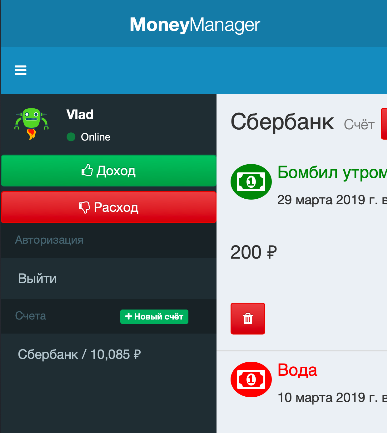 MoneyManager
Vlad
Online
Доход
Расход
Авторизация
Выйти
Счета
+ Новый счёт
Сбербанк / 10,085 ₽
Сбербанк Счёт
Бомбил утром
29 марта 2019 г. в
200 ₽
Вода
10 марта 2019 г. в